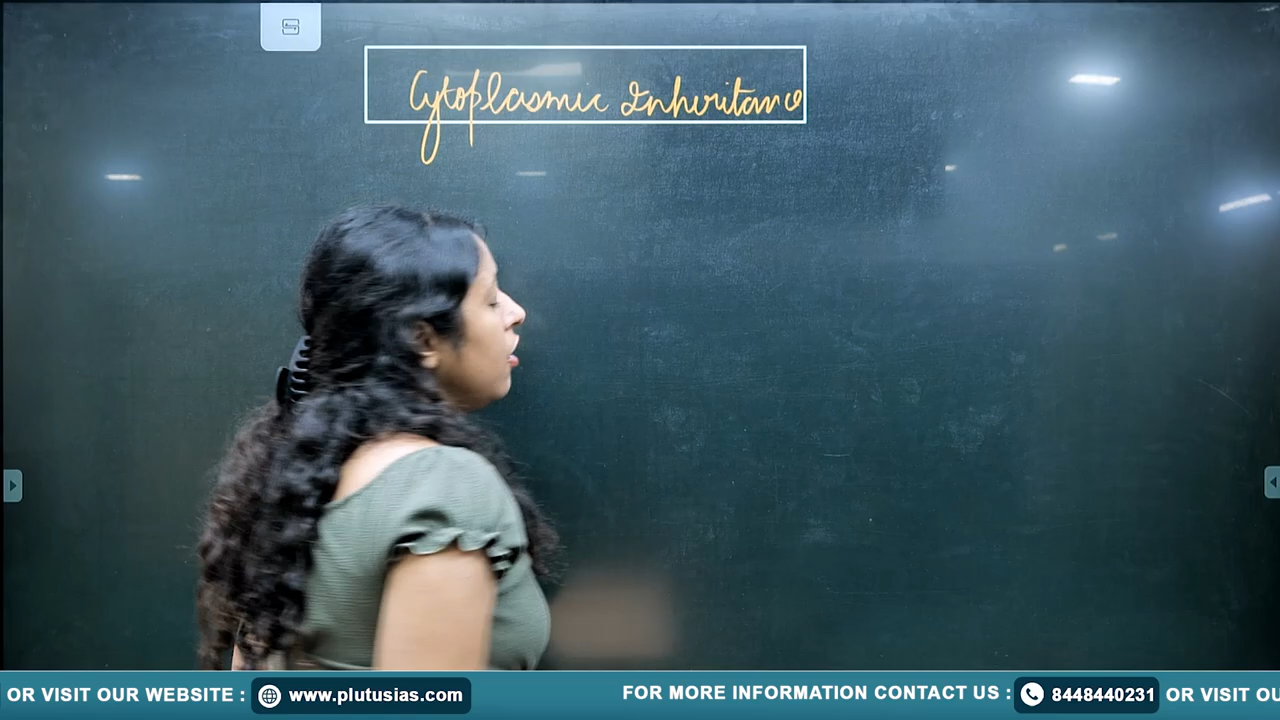 Cytoplasmic Inheritance
OR VISIT OUR WEBSITE : www.plutusias.com FOR MORE INFORMATION CONTACT US : 8448440231 OR VISIT OU